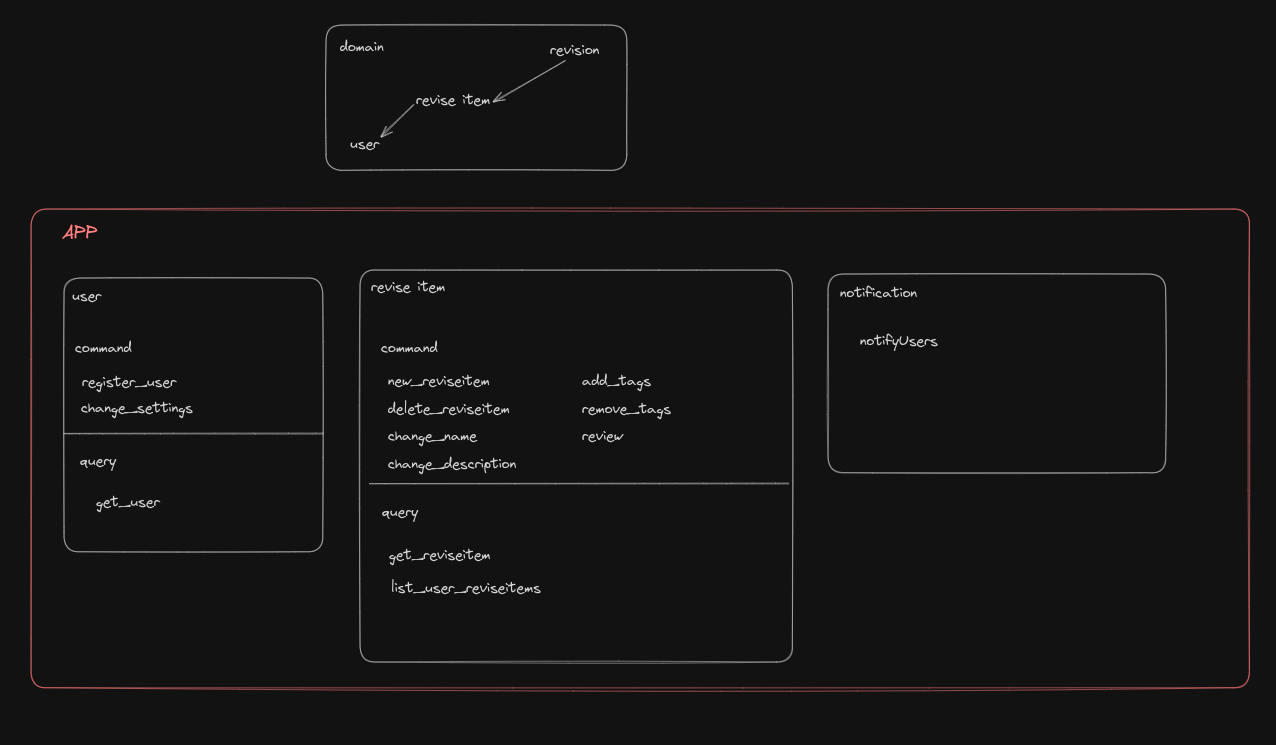 domain
revision
revise item
user
APP
user
command
register_user
change_settings
query
get_user
revise item
command
new_reviseitem
delete_reviseitem
change_name
change_description
add_tags
remove_tags
review
query
get_reviseitem
list_user_reviseitems
notification
notifyUsers